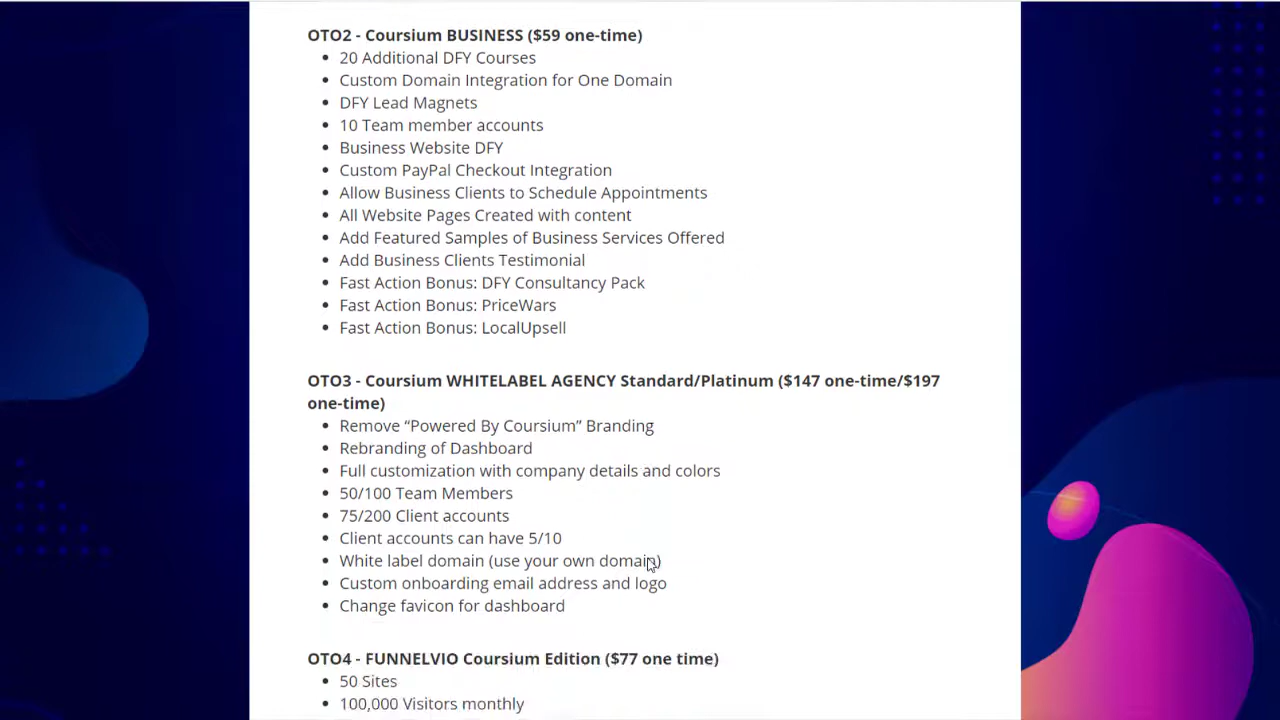 OTO2 - Coursium BUSINESS ($59 one-time)
• 20 Additional DFY Courses
• Custom Domain Integration for One Domain
• DFY Lead Magnets
• 10 Team member accounts
• Business Website DFY
• Custom PayPal Checkout Integration
• Allow Business Clients to Schedule Appointments
• All Website Pages Created with content
• Add Featured Samples of Business Services Offered
• Add Business Clients Testimonial
• Fast Action Bonus: DFY Consultancy Pack
• Fast Action Bonus: PriceWars
• Fast Action Bonus: LocalUpsell
OTO3 - Coursium WHITELABEL AGENCY Standard/Platinum ($147 one-time/$197
one-time)
• Remove “Powered By Coursium” Branding
• Rebranding of Dashboard
• Full customization with company details and colors
• 50/100 Team Members
• 75/200 Client accounts
• Client accounts can have 5/10
• White label domain (use your own domain)
• Custom onboarding email address and logo
• Change favicon for dashboard
OTO4 - FUNNELVIO Coursium Edition ($77 one time)
• 50 Sites
• 100,000 Visitors monthly